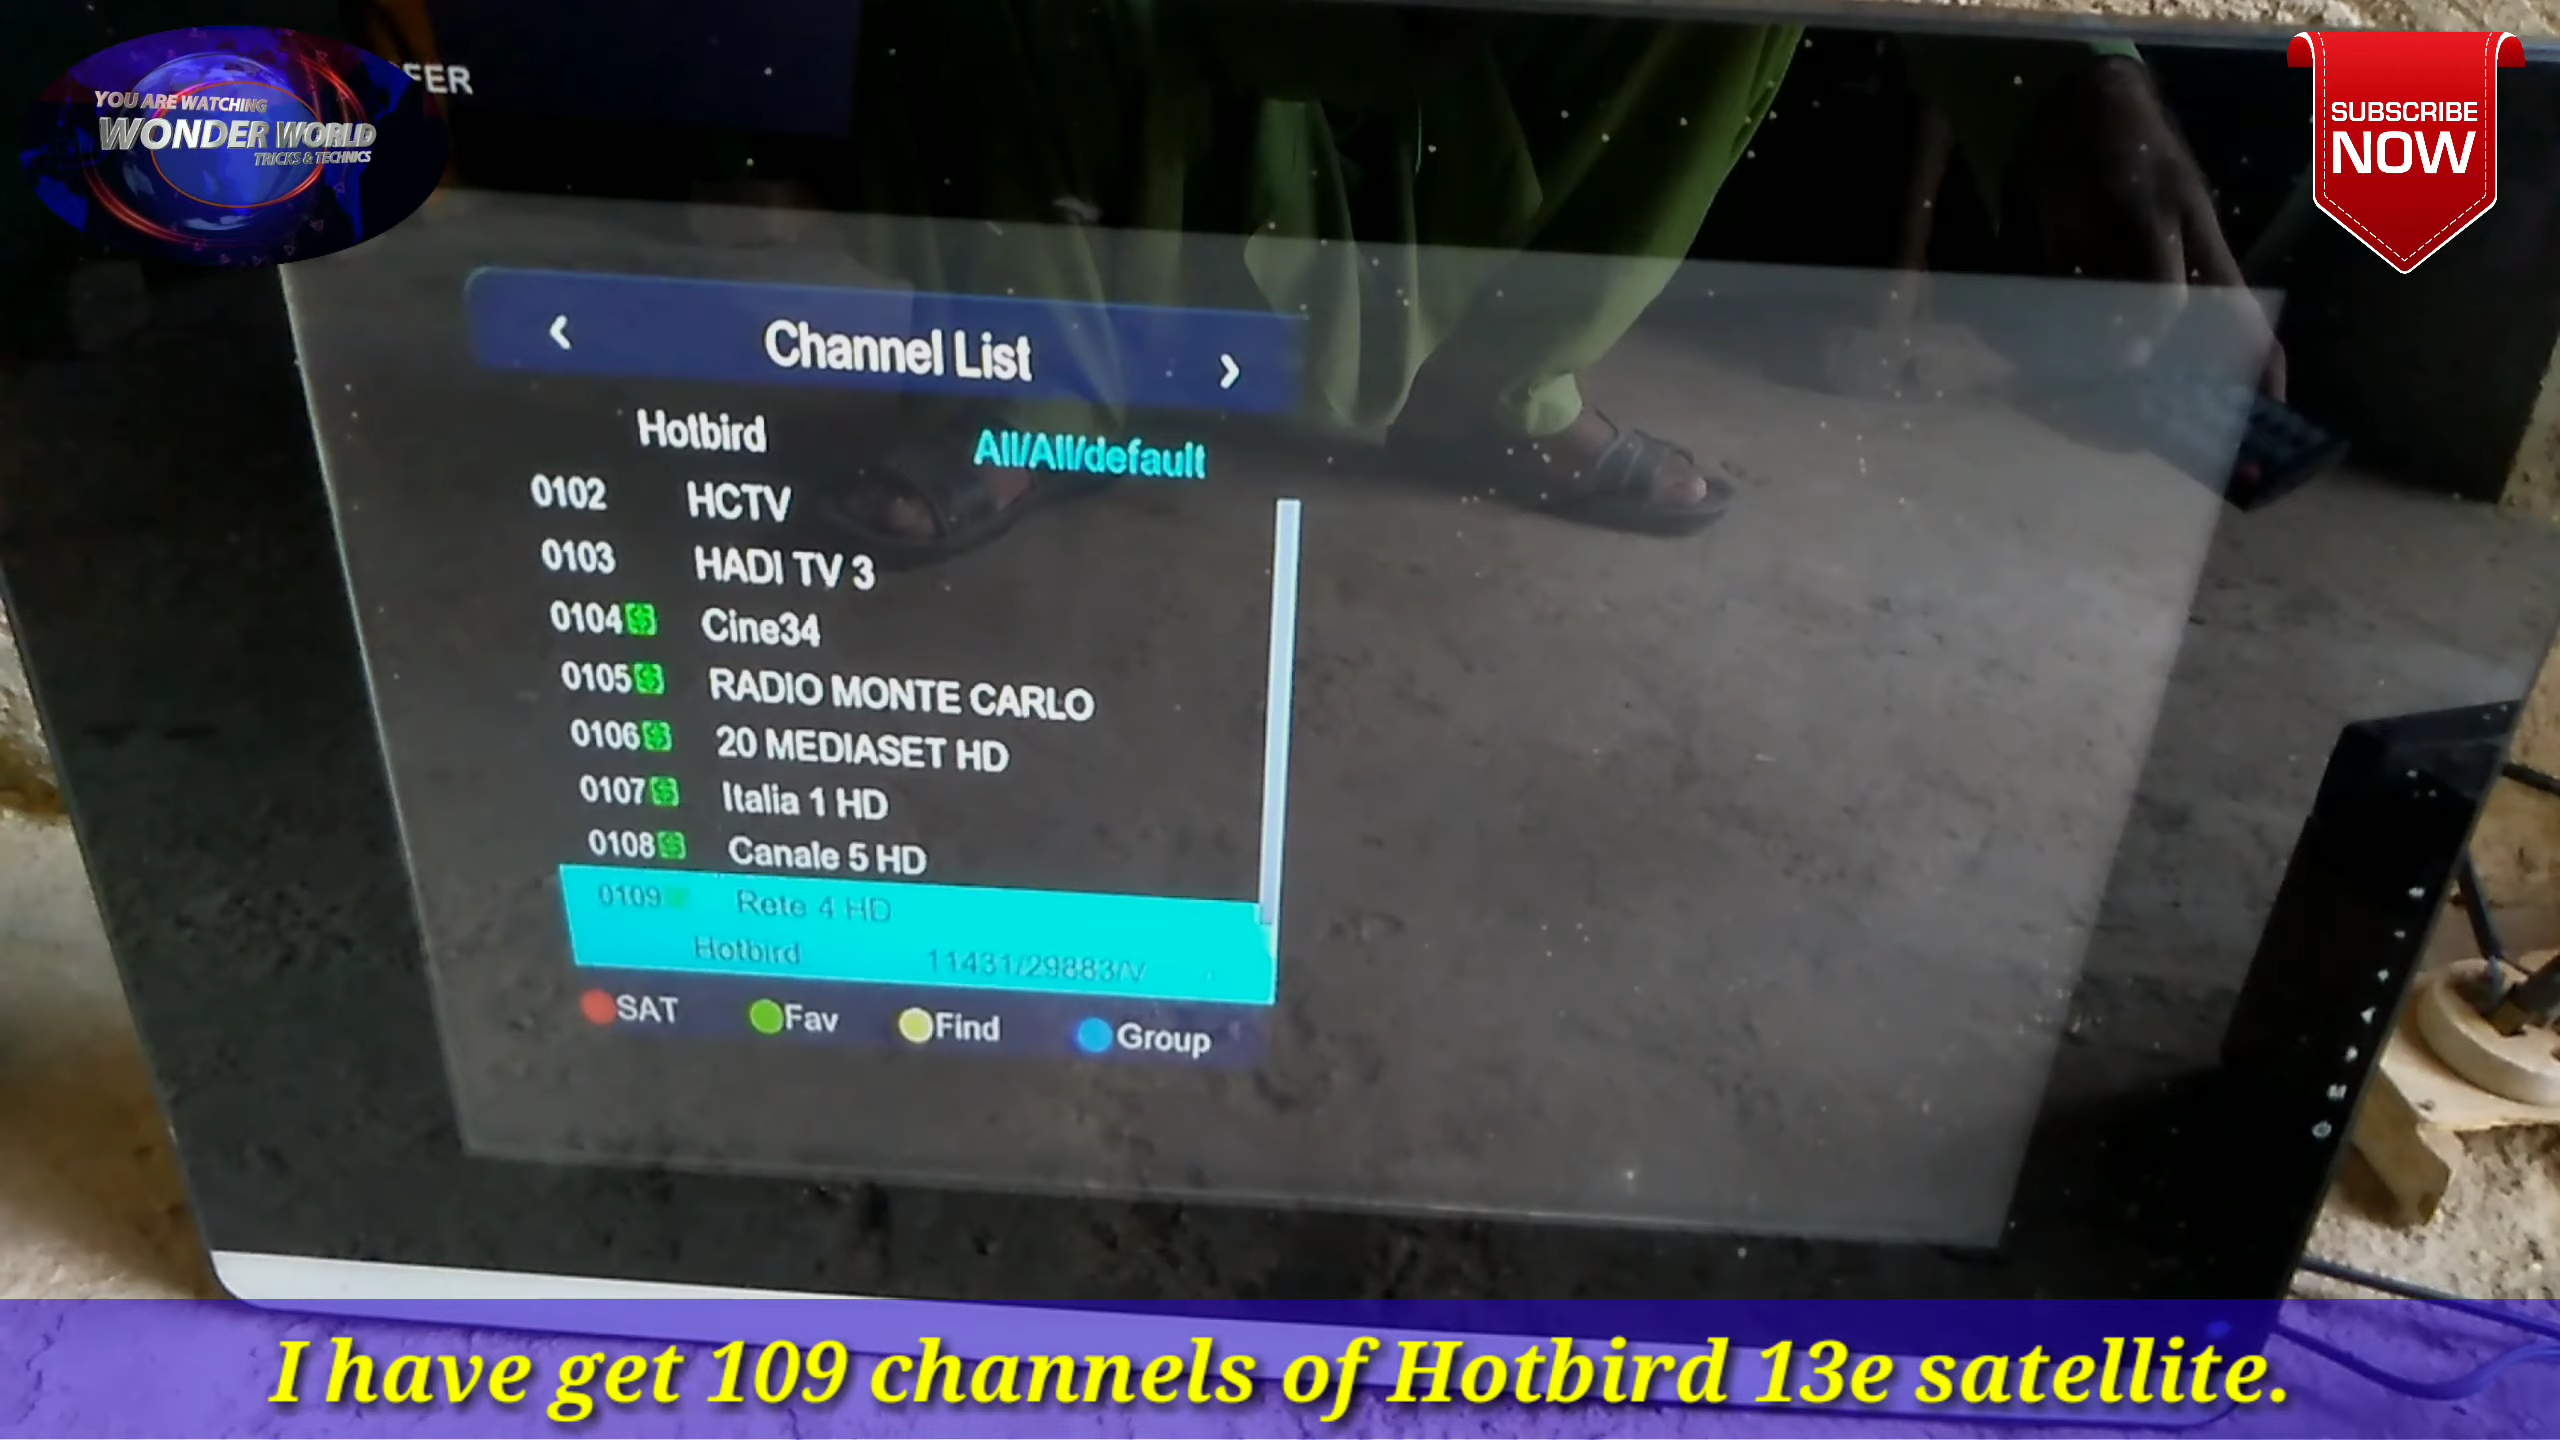 YOU ARE WATCHING
WONDER WORLD
TRICKS & TECHNICS
FER
SUBSCRIBE
NOW
Channel List
Hotbird All/All/default
0102 HCTV
0103 HADI TV 3
0104 $ Cine34
0105 $ RADIO MONTE CARLO
0106 $ 20 MEDIASET HD
0107 $ Italia 1 HD
0108 $ Canale 5 HD
0109 Rete 4 HD
Hotbird 11431/29883/V
SAT Fav Find Group
I have get 109 channels of Hotbird 13e satellite.